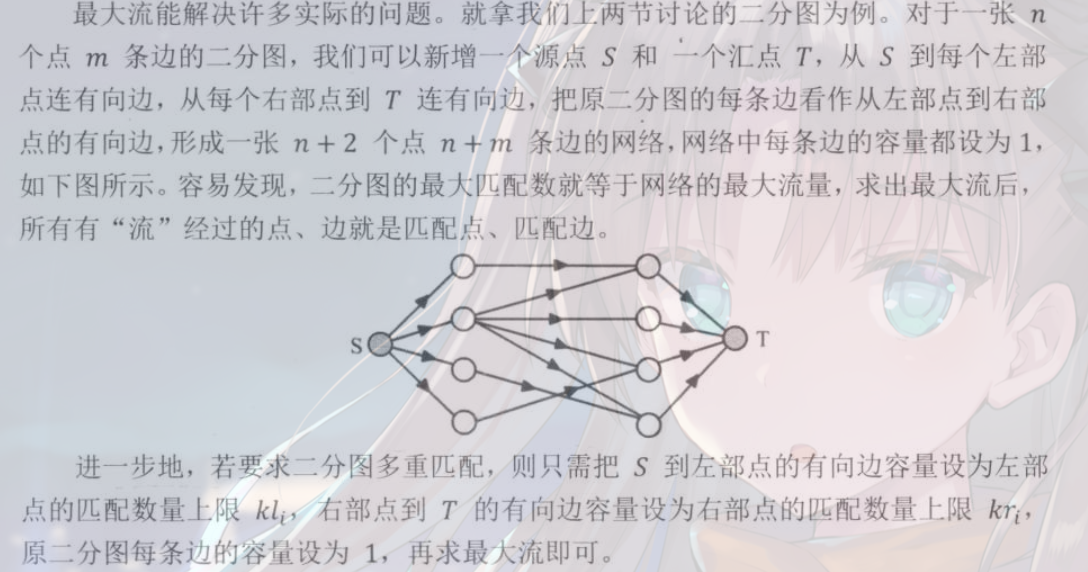 最大流能解决许多实际的问题。就拿我们上两节讨论的二分图为例。对于一张 n
个点 m 条边的二分图，我们可以新增一个源点 S 和 一个汇点 T，从 S 到每个左部
点连有向边，从每个右部点到 T 连有向边，把原二分图的每条边看作从左部点到右部
点的有向边，形成一张 n + 2 个点 n + m 条边的网络，网络中每条边的容量都设为 1，
如下图所示。容易发现，二分图的最大匹配数就等于网络的最大流量，求出最大流后，
所有有“流”经过的点、边就是匹配点、匹配边。
S T
进一步地，若要求二分图多重匹配，则只需把 S 到左部点的有向边容量设为左部
点的匹配数量上限 klᵢ，右部点到 T 的有向边容量设为右部点的匹配数量上限 krᵢ，
原二分图每条边的容量设为 1，再求最大流即可。